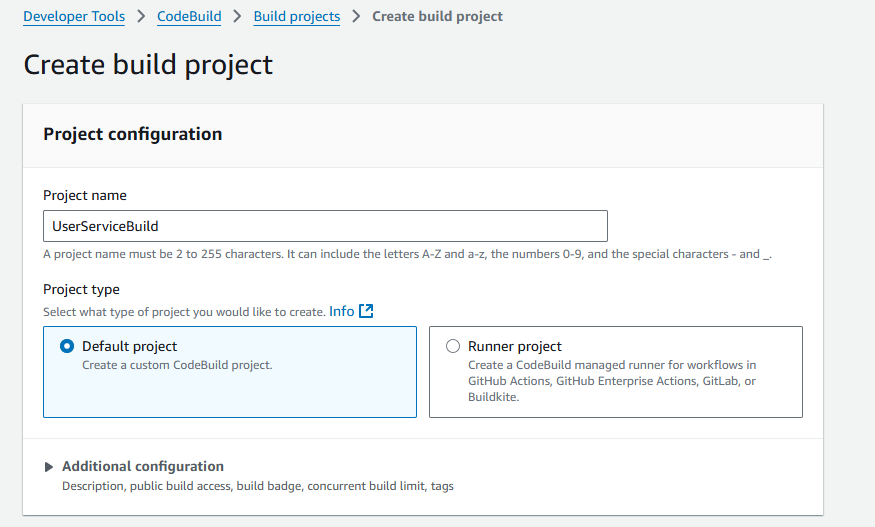 Developer Tools > CodeBuild > Build projects > Create build project
Create build project
Project configuration
Project name
UserServiceBuild
A project name must be 2 to 255 characters. It can include the letters A-Z and a-z, the numbers 0-9, and the special characters - and _.
Project type
Select what type of project you would like to create. Info
Default project
Create a custom CodeBuild project.
Runner project
Create a CodeBuild managed runner for workflows in
GitHub Actions, GitHub Enterprise Actions, GitLab, or
Buildkite.
Additional configuration
Description, public build access, build badge, concurrent build limit, tags